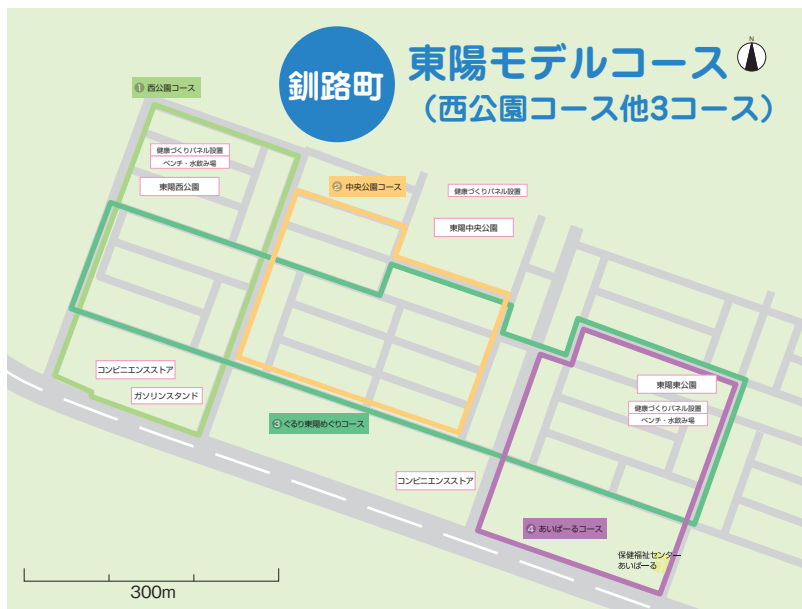 釧路町
東陽モデルコース
（西公園コース他3コース）
N
① 西公園コース
健康づくりパネル設置
ベンチ・水飲み場
東陽西公園
② 中央公園コース
健康づくりパネル設置
東陽中央公園
コンビニエンスストア
ガソリンスタンド
③ ぐるり東陽めぐりコース
東陽東公園
健康づくりパネル設置
ベンチ・水飲み場
コンビニエンスストア
④ あいぱーるコース
保健福祉センター
あいぱーる
300m